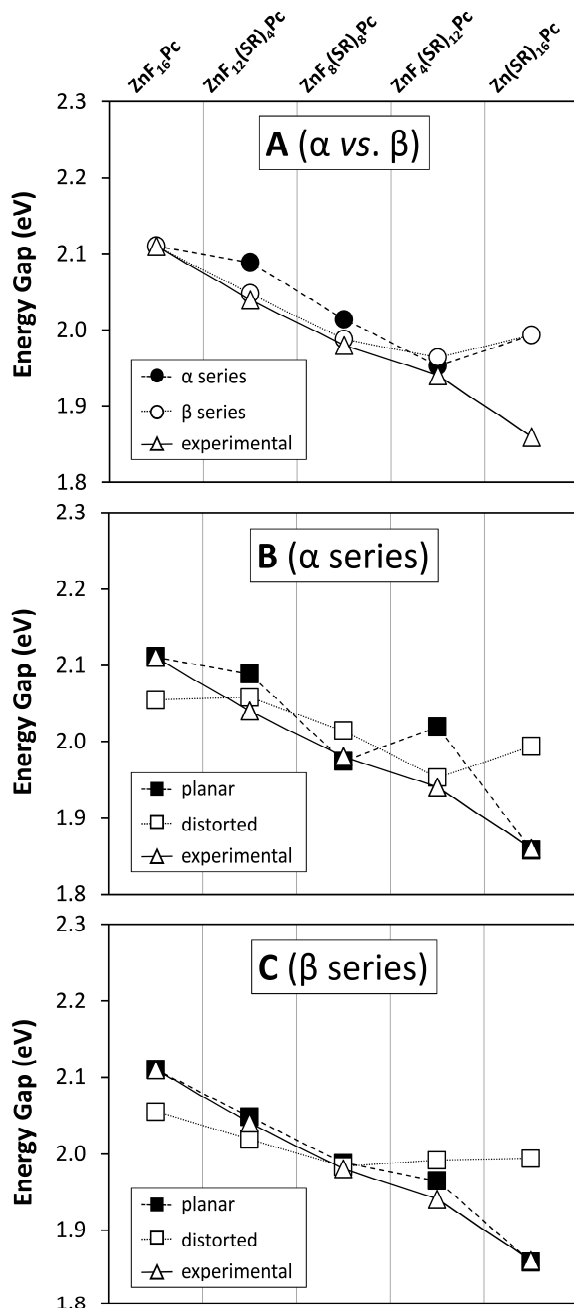 ZnF₁₆Pc
ZnF₁₂(SR)₄Pc
ZnF₈(SR)₈Pc
ZnF₄(SR)₁₂Pc
Zn(SR)₁₆Pc
2.3
2.2
2.1
2.0
1.9
1.8
Energy Gap (eV)
A (α vs. β)
α series
β series
experimental
2.3
2.2
2.1
2.0
1.9
1.8
Energy Gap (eV)
B (α series)
planar
distorted
experimental
2.3
2.2
2.1
2.0
1.9
1.8
Energy Gap (eV)
C (β series)
planar
distorted
experimental